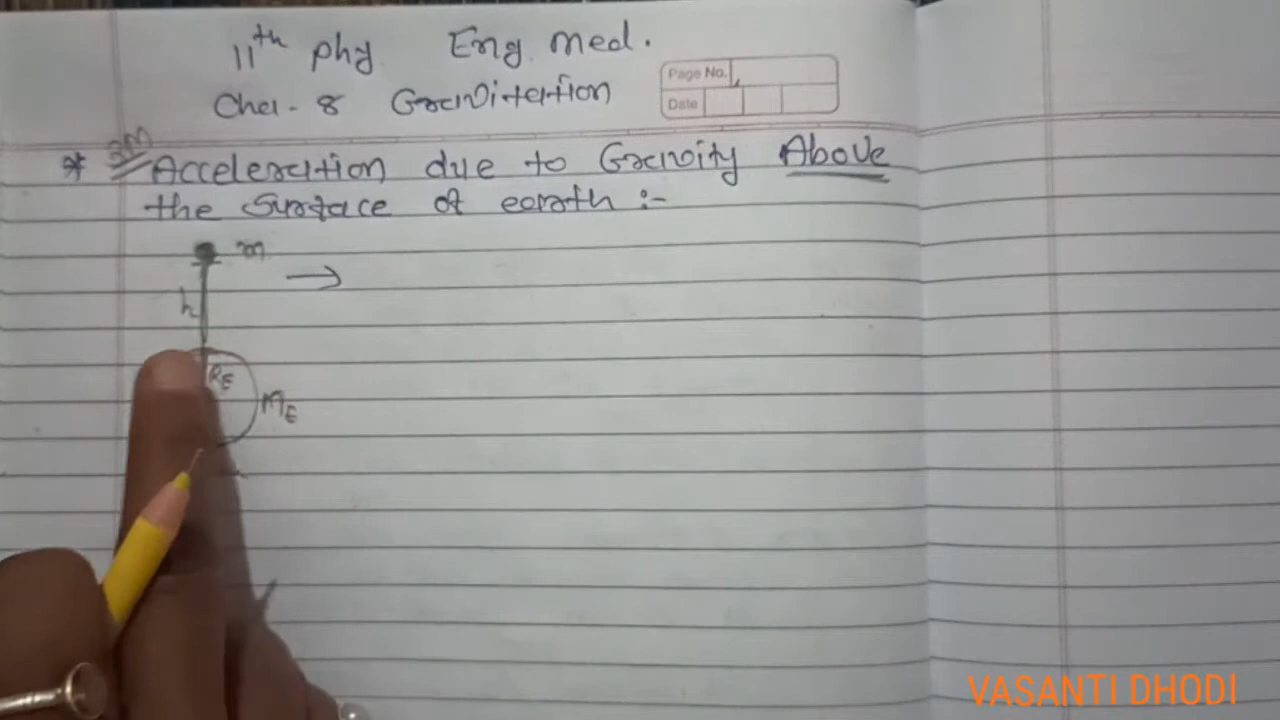 11th phy Eng med.
Cha - 8 Gravitation
Page No.
Date
* 3M Acceleration due to Gravity Above
the Surface of earth :-
m
h
RE
ME
VASANTI DHODI